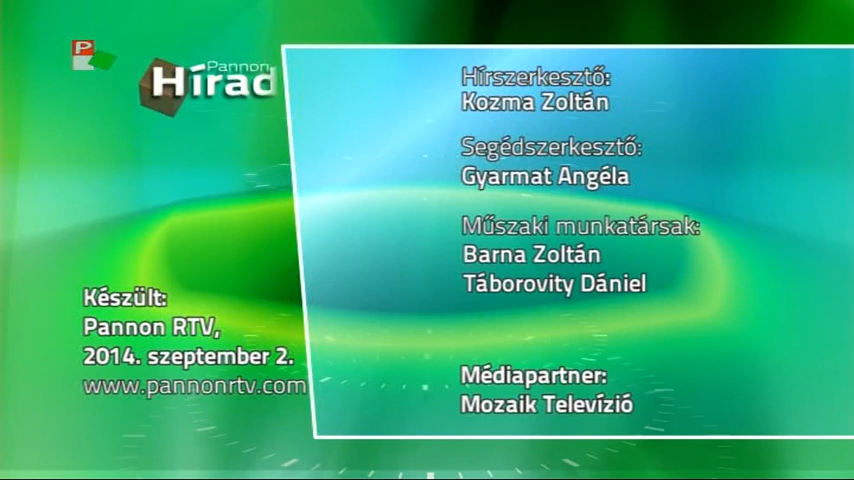 P
Pannon
Hírad
Hírszerkesztő:
Kozma Zoltán
Segédszerkesztő:
Gyarmat Angéla
Műszaki munkatársak:
Barna Zoltán
Táborovity Dániel
Készült:
Pannon RTV,
2014. szeptember 2.
www.pannonrtv.com
Médiapartner:
Mozaik Televízió